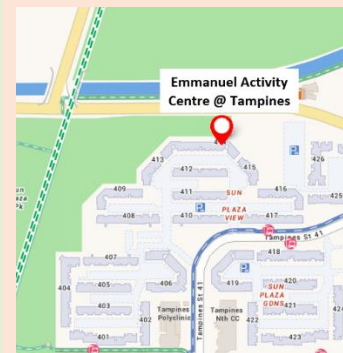 Emmanuel Activity
Centre @ Tampines
413
415
412
426
409
411
SUN
416
425
PLAZA
408
410
VIEW
417
Tampines St 41
418
407
404
405
406
419
420
SUN
PLAZA
GDNS
421
424
Tampines
Polyclinic
Tampines St 41
Tampines
Nth CC
422
402
401
423